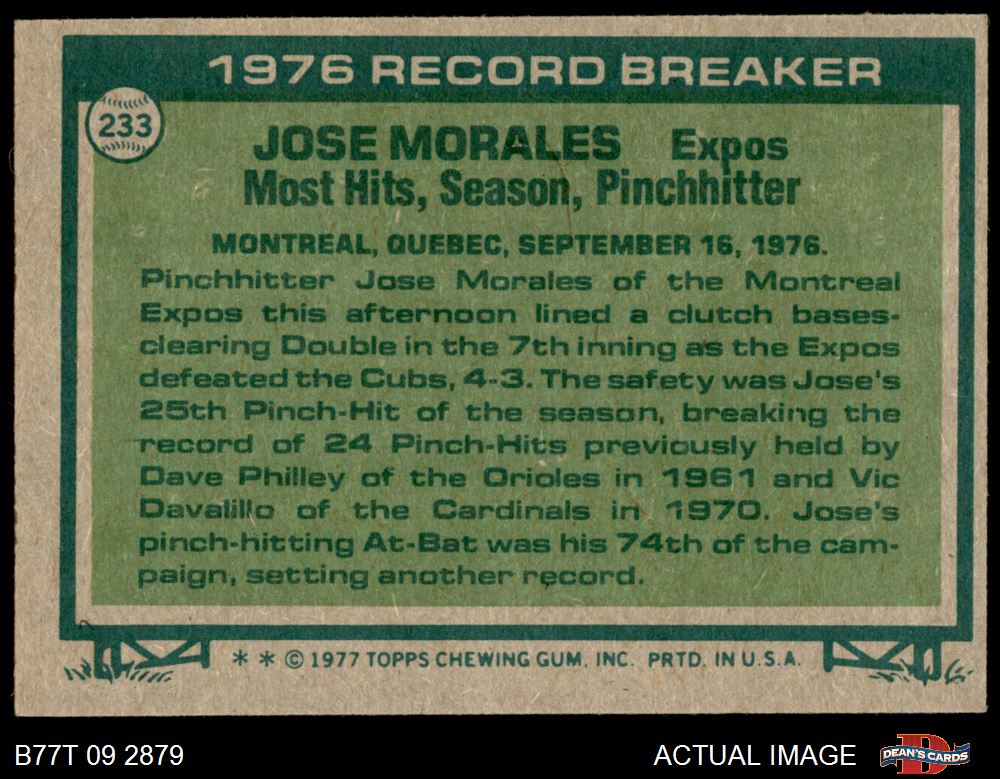 1976 RECORD BREAKER
233
JOSE MORALES Expos
Most Hits, Season, Pinchhitter
MONTREAL, QUEBEC, SEPTEMBER 16, 1976.
Pinchhitter Jose Morales of the Montreal
Expos this afternoon lined a clutch bases-
clearing Double in the 7th inning as the Expos
defeated the Cubs, 4-3. The safety was Jose's
25th Pinch-Hit of the season, breaking the
record of 24 Pinch-Hits previously held by
Dave Philley of the Orioles in 1961 and Vic
Davalillo of the Cardinals in 1970. Jose's
pinch-hitting At-Bat was his 74th of the cam-
paign, setting another record.
* * © 1977 TOPPS CHEWING GUM, INC. PRTD. IN U.S.A.
B77T 09 2879
ACTUAL IMAGE
DEAN'S CARDS